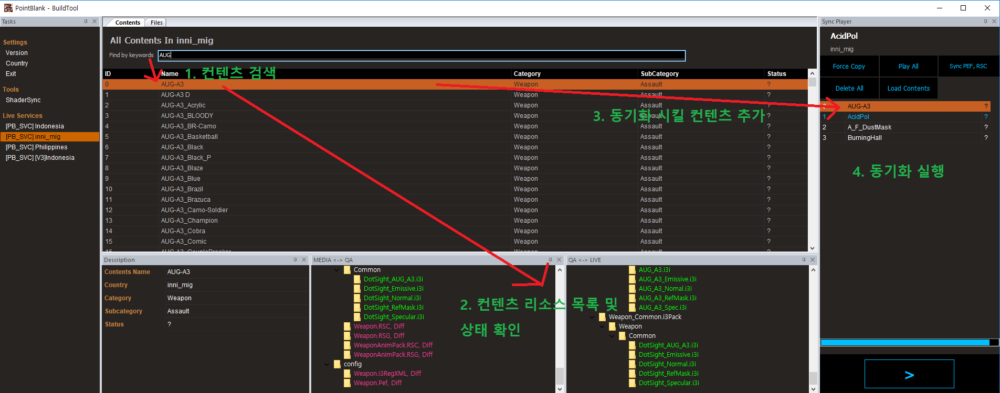 PointBlank - BuildTool
Tasks
Settings
Version
Country
Exit
Tools
ShaderSync
Live Services
[PB_SVC] Indonesia
[PB_SVC] inni_mig
[PB_SVC] Philippines
[PB_SVC] [V3]Indonesia
Contents Files
All Contents In inni_mig
Find by keywords AUG
1. 컨텐츠 검색
ID Name Category SubCategory Status
0 AUG-A3 Weapon Assault ?
1 AUG-A3 D Weapon Assault ?
2 AUG-A3_Acrylic Weapon Assault ?
3 AUG-A3_BLOODY Weapon Assault ?
4 AUG-A3_BR-Camo Weapon Assault ?
5 AUG-A3_Basketball Weapon Assault ?
6 AUG-A3_Black Weapon Assault ?
7 AUG-A3_Black_P Weapon Assault ?
8 AUG-A3_Blaze Weapon Assault ?
9 AUG-A3_Blue Weapon Assault ?
10 AUG-A3_Brazil Weapon Assault ?
11 AUG-A3_Brazuca Weapon Assault ?
12 AUG-A3_Camo-Soldier Weapon Assault ?
13 AUG-A3_Champion Weapon Assault ?
14 AUG-A3_Cobra Weapon Assault ?
15 AUG-A3_Comic Weapon Assault ?
3. 동기화 시킬 컨텐츠 추가
Description
Contents Name AUG-A3
Country inni_mig
Category Weapon
Subcategory Assault
Status ?
MEDIA <-> QA
Common
DotSight_AUG_A3.i3i
DotSight_Emissive.i3i
DotSight_Normal.i3i
DotSight_RefMask.i3i
DotSight_Specular.i3i
Weapon.RSC, Diff
Weapon.RSG, Diff
WeaponAnimPack.RSC, Diff
WeaponAnimPack.RSG, Diff
config
Weapon.i3RegXML, Diff
Weapon.Pef, Diff
2. 컨텐츠 리소스 목록 및
상태 확인
QA <-> LIVE
AUG_A3.i3i
AUG_A3_Emissive.i3i
AUG_A3_Nomal.i3i
AUG_A3_RefMask.i3i
AUG_A3_Spec.i3i
Weapon_Common.i3Pack
Weapon
Common
DotSight_AUG_A3.i3i
DotSight_Emissive.i3i
DotSight_Normal.i3i
DotSight_RefMask.i3i
DotSight_Specular.i3i
Sync Player
AcidPol
inni_mig
Force Copy Play All Sync PEF, RSC
Delete All Load Contents
AUG-A3 ?
1 AcidPol ?
2 A_F_DustMask ?
3 BurningHall ?
4. 동기화 실행
>